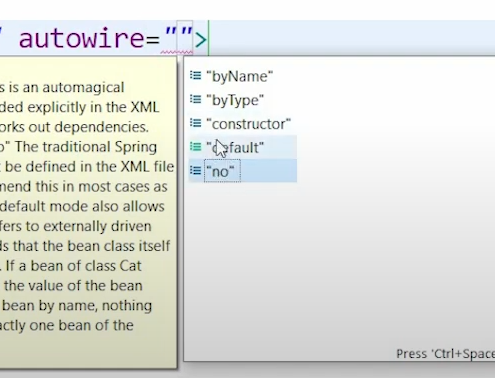 " autowire="">
s is an automagical
ded explicitly in the XML
orks out dependencies.
o" The traditional Spring
t be defined in the XML file
mend this in most cases as
default mode also allows
fers to externally driven
ds that the bean class itself
. If a bean of class Cat
the value of the bean
bean by name, nothing
actly one bean of the
"byName"
"byType"
"constructor"
"default"
"no"
Press 'Ctrl+Space